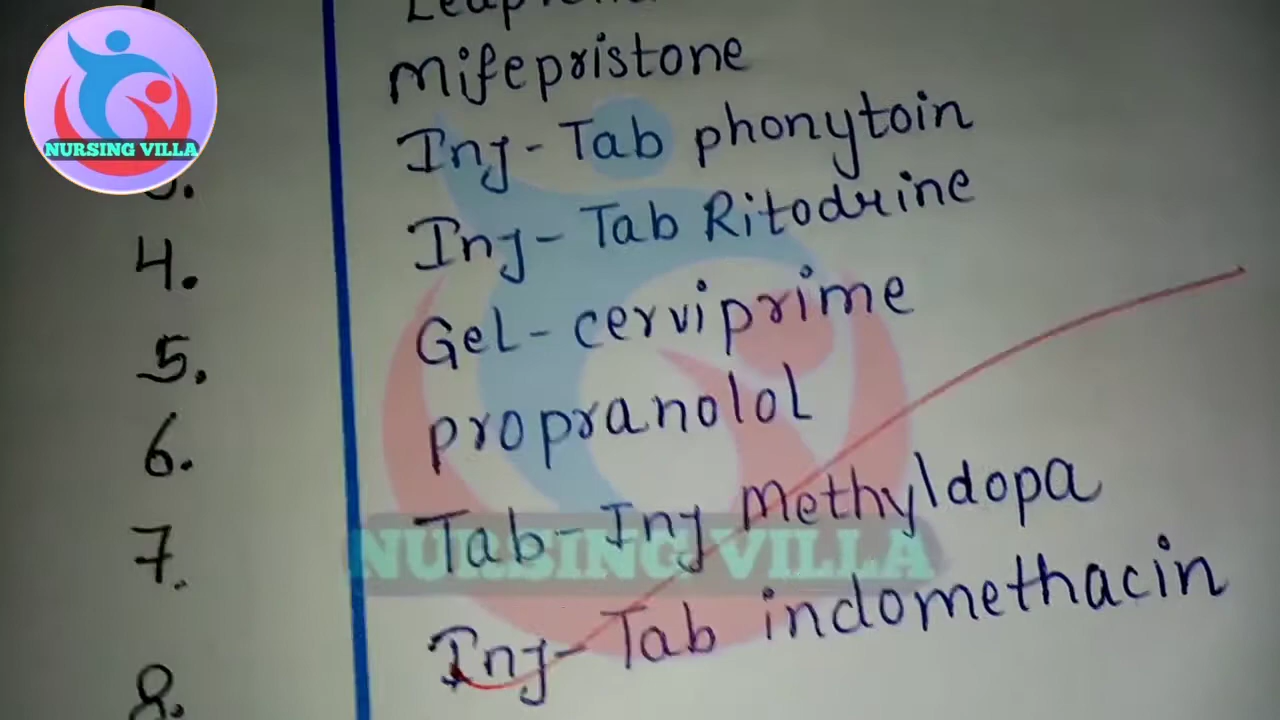 NURSING VILLA
mifepristone
3. Inj- Tab phonytoin
4. Inj- Tab Ritodrine
5. Gel- cerviprime
6. propranolol
7. Tab-Inj methyldopa
8. Inj- Tab indomethacin
NURSING VILLA